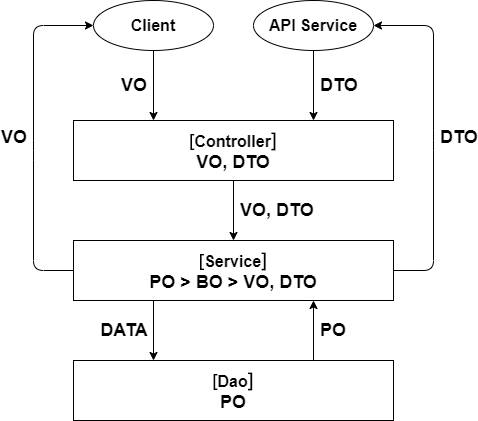 Client
API Service
VO
DTO
VO
DTO
[Controller]
VO, DTO
VO, DTO
[Service]
PO > BO > VO, DTO
DATA
PO
[Dao]
PO